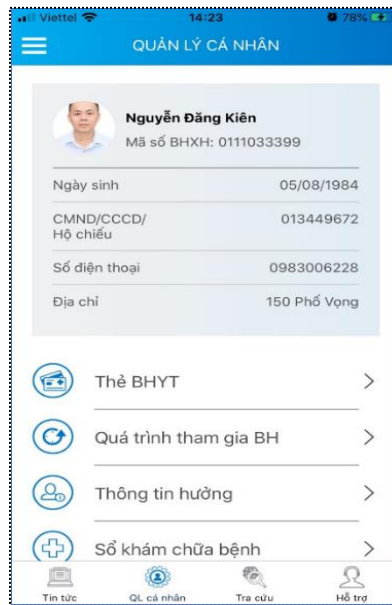 Viettel 14:23 78%
QUẢN LÝ CÁ NHÂN
Nguyễn Đăng Kiên
Mã số BHXH: 0111033399
Ngày sinh 05/08/1984
CMND/CCCD/
Hộ chiếu 013449672
Số điện thoại 0983006228
Địa chỉ 150 Phố Vọng
Thẻ BHYT
Quá trình tham gia BH
Thông tin hưởng
Sổ khám chữa bệnh
Tin tức QL cá nhân Tra cứu Hỗ trợ